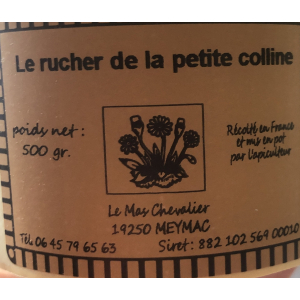 Le rucher de la petite colline
poids net :
500 gr.
Récolté en France
et mis en pot
par l'apiculteur
Le Mas Chevalier
19250 MEYMAC
Tél. 06 45 79 65 63
Siret : 882 102 569 00010